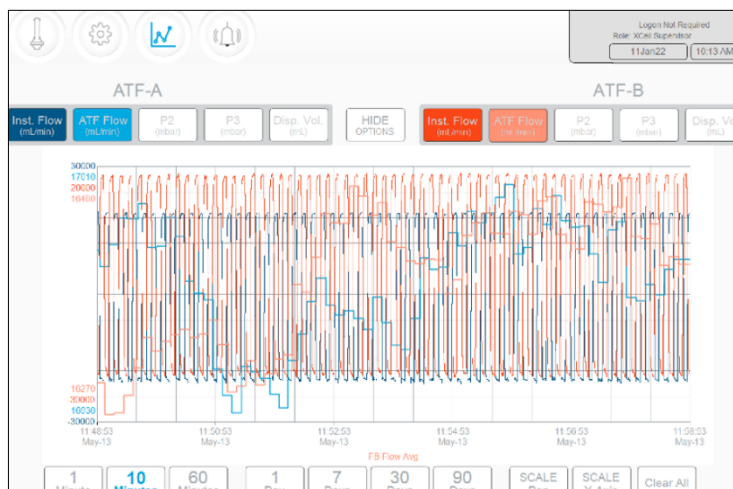 Logon Not Required
Role: XCell Supervisor
11Jan22 10:13 AM
ATF-A ATF-B
Inst. Flow (mL/min) ATF Flow (mL/min) P2 (mbar) P3 (mbar) Disp. Vol. (mL) HIDE OPTIONS Inst. Flow (mL/min) ATF Flow (mL/min) P2 (mbar) P3 (mbar) Disp. Vo (mL)
30000
17010
20000
16270
-30000
-30000
11:48:53 11:50:53 11:52:53 11:54:53 11:56:53 11:58:53
May-13 May-13 May-13 May-13 May-13 May-13
FB Flow Avg
1 10 60 1 7 30 90 SCALE SCALE Clear All
Minutes